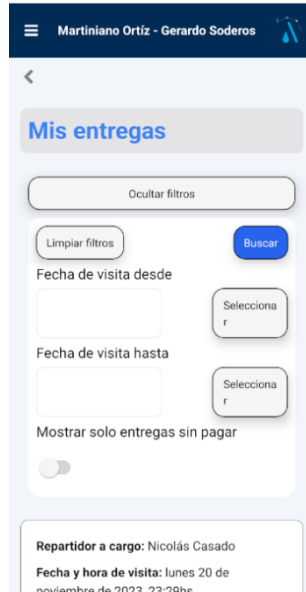 Martiniano Ortíz - Gerardo Soderos
Mis entregas
Ocultar filtros
Limpiar filtros
Buscar
Fecha de visita desde
Selecciona
r
Fecha de visita hasta
Selecciona
r
Mostrar solo entregas sin pagar
Repartidor a cargo: Nicolás Casado
Fecha y hora de visita: lunes 20 de
noviembre de 2023, 23:29hs